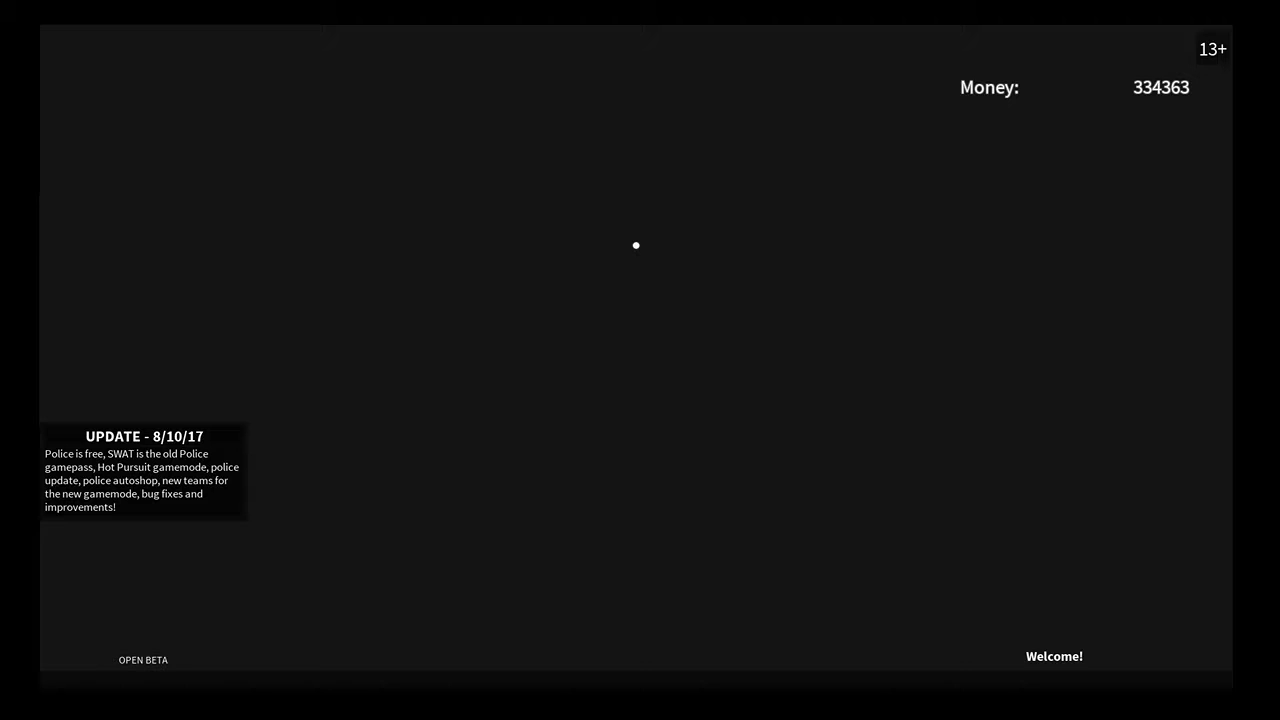 13+
Money: 334363
UPDATE - 8/10/17
Police is free, SWAT is the old Police
gamepass, Hot Pursuit gamemode, police
update, police autoshop, new teams for
the new gamemode, bug fixes and
improvements!
OPEN BETA
Welcome!